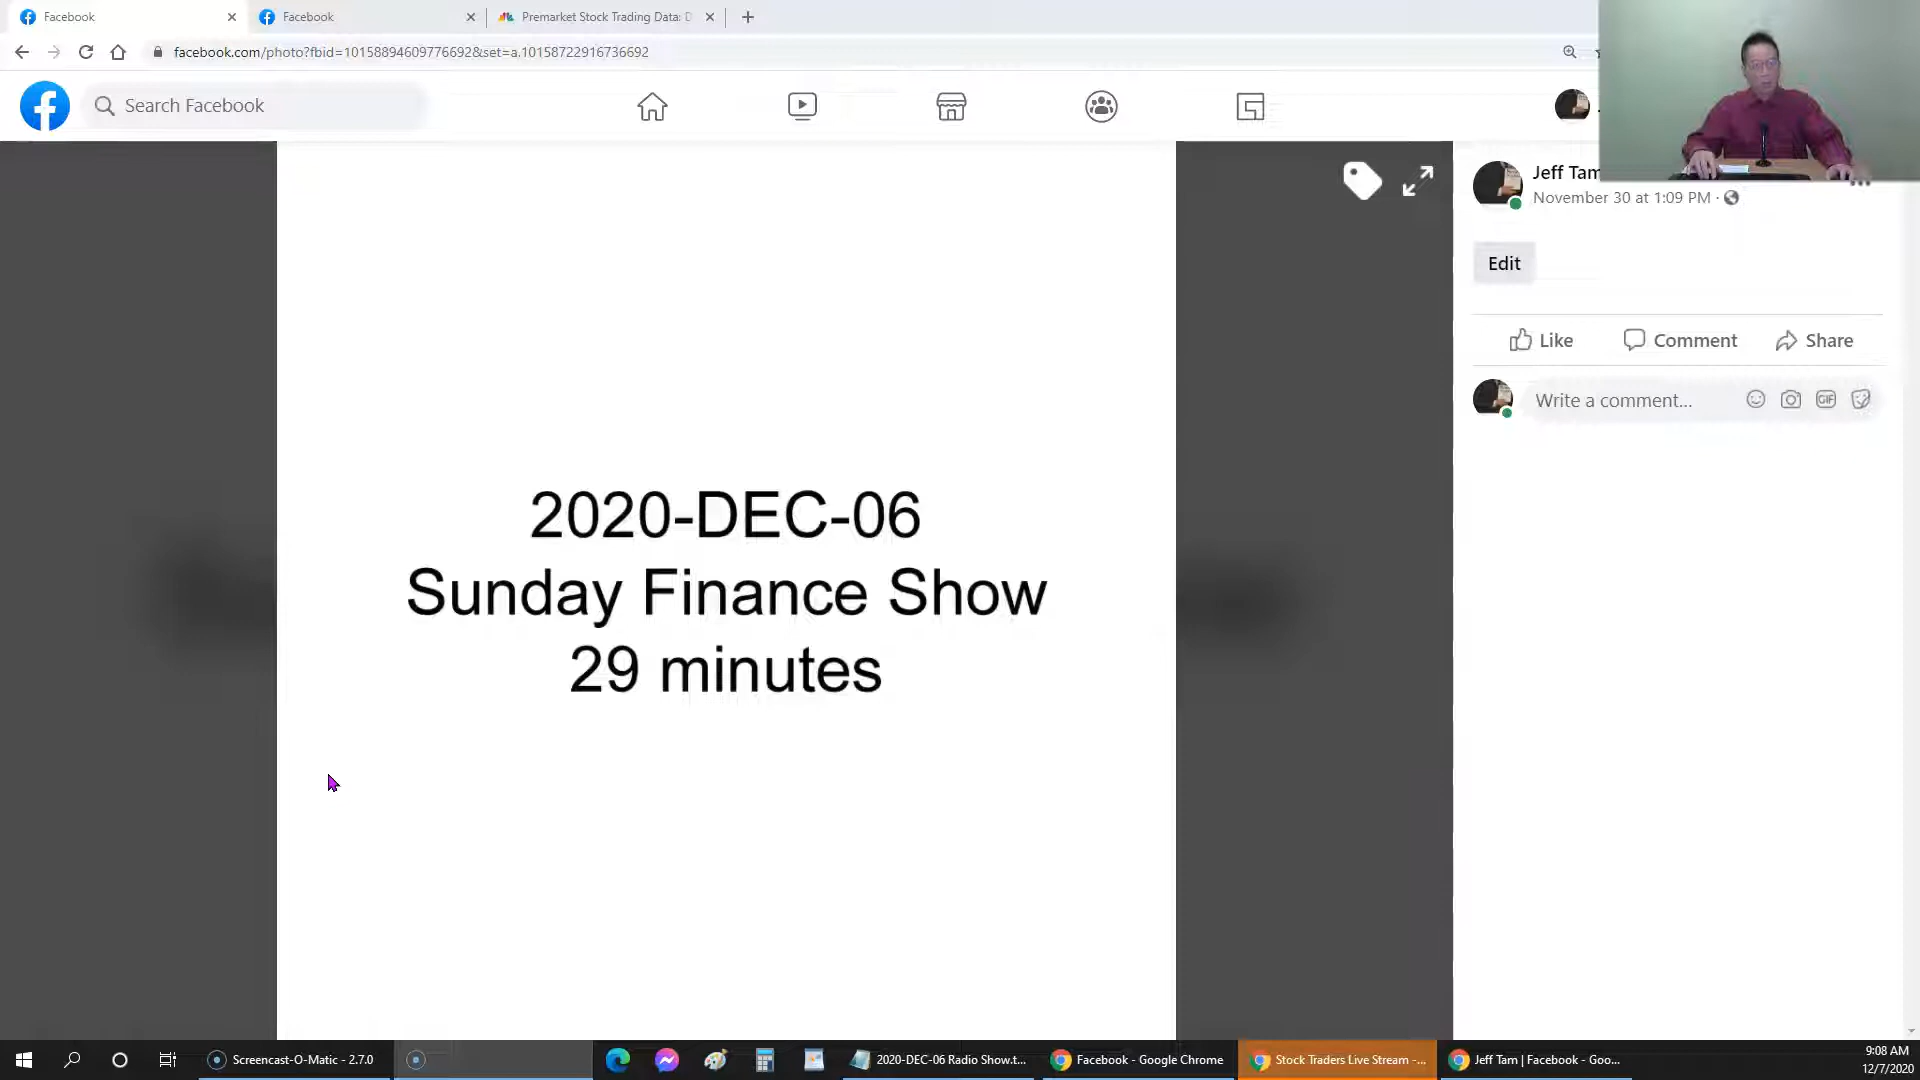 Facebook
Facebook
Premarket Stock Trading Data: D
facebook.com/photo?fbid=10158894609776692&set=a.10158722916736692
Search Facebook
Jeff Tam
November 30 at 1:09 PM ·
Edit
Like
Comment
Share
Write a comment...
GIF
2020-DEC-06
Sunday Finance Show
29 minutes
Screencast-O-Matic - 2.7.0
2020-DEC-06 Radio Show.t...
Facebook - Google Chrome
Stock Traders Live Stream -...
Jeff Tam | Facebook - Goo...
9:08 AM
12/7/2020